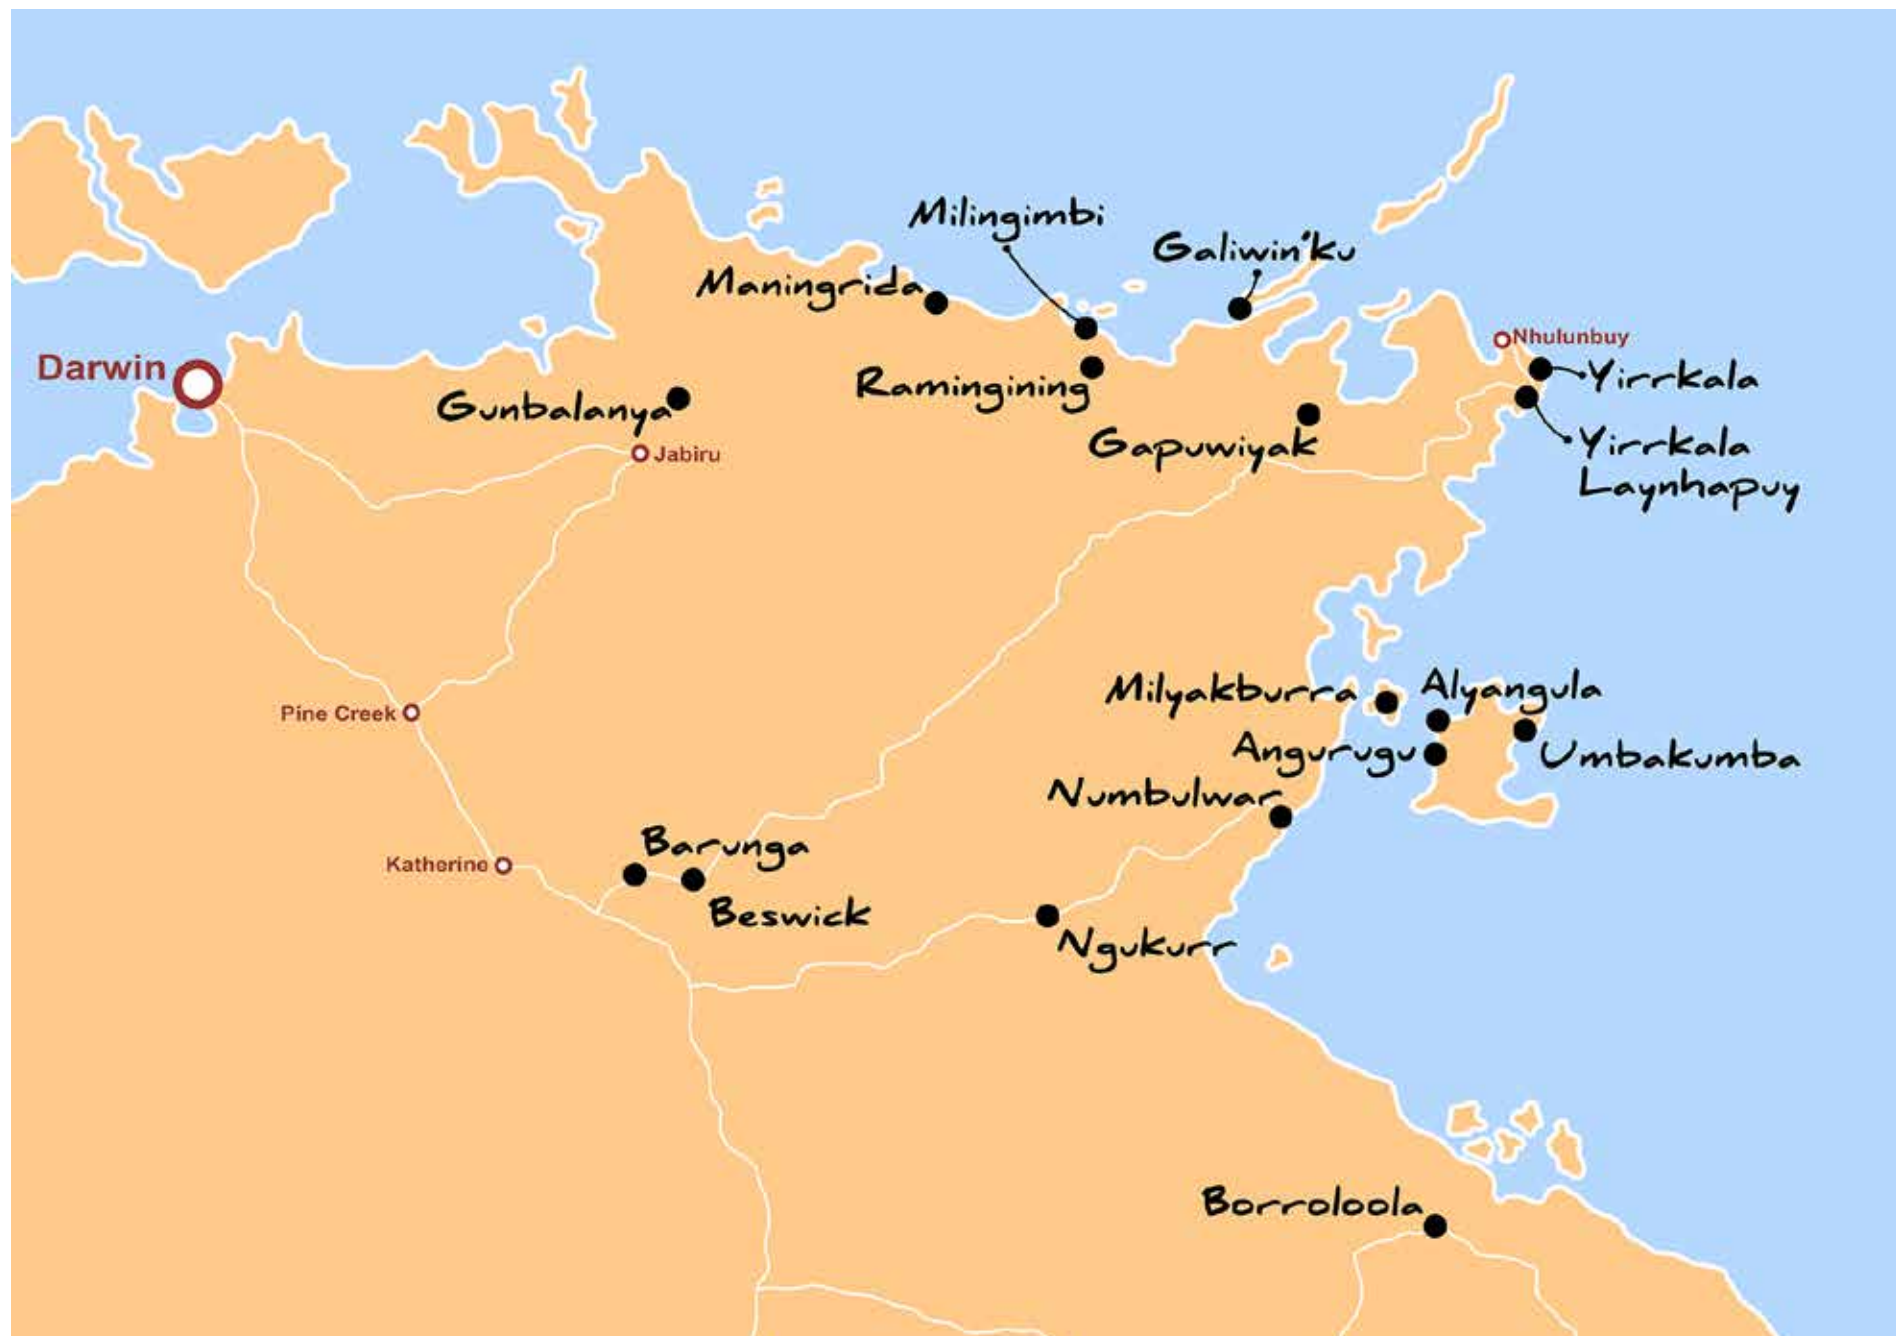 Milingimbi
Galiwin'ku
Maningrida
Nhulunbuy
Darwin
Yirrkala
Ramingining
Gunbalanya
Gapuwiyak
Yirrkala
Laynhapuy
Jabiru
Milyakburra
Alyangula
Pine Creek
Angurugu
Umbakumba
Numbulwar
Barunga
Katherine
Beswick
Ngukurr
Borroloola